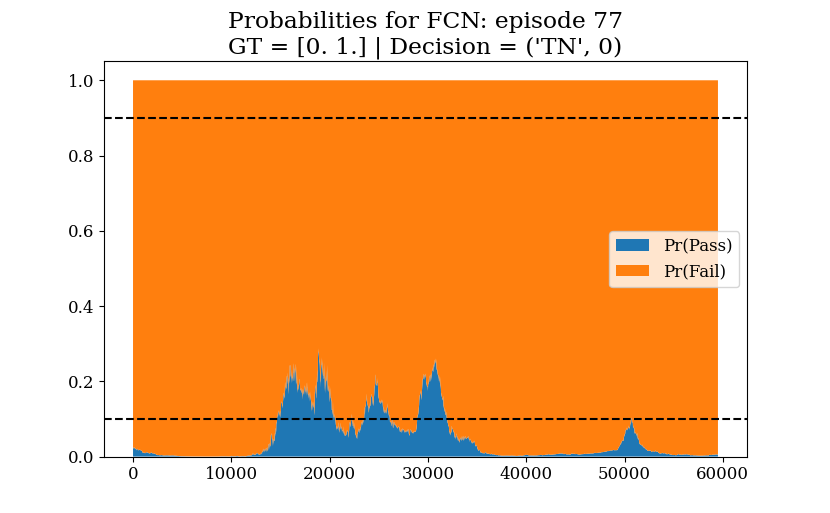 Probabilities for FCN: episode 77
GT = [0. 1.] | Decision = ('TN', 0)
1.0
0.8
0.6
0.4
0.2
0.0
Pr(Pass)
Pr(Fail)
0 10000 20000 30000 40000 50000 60000